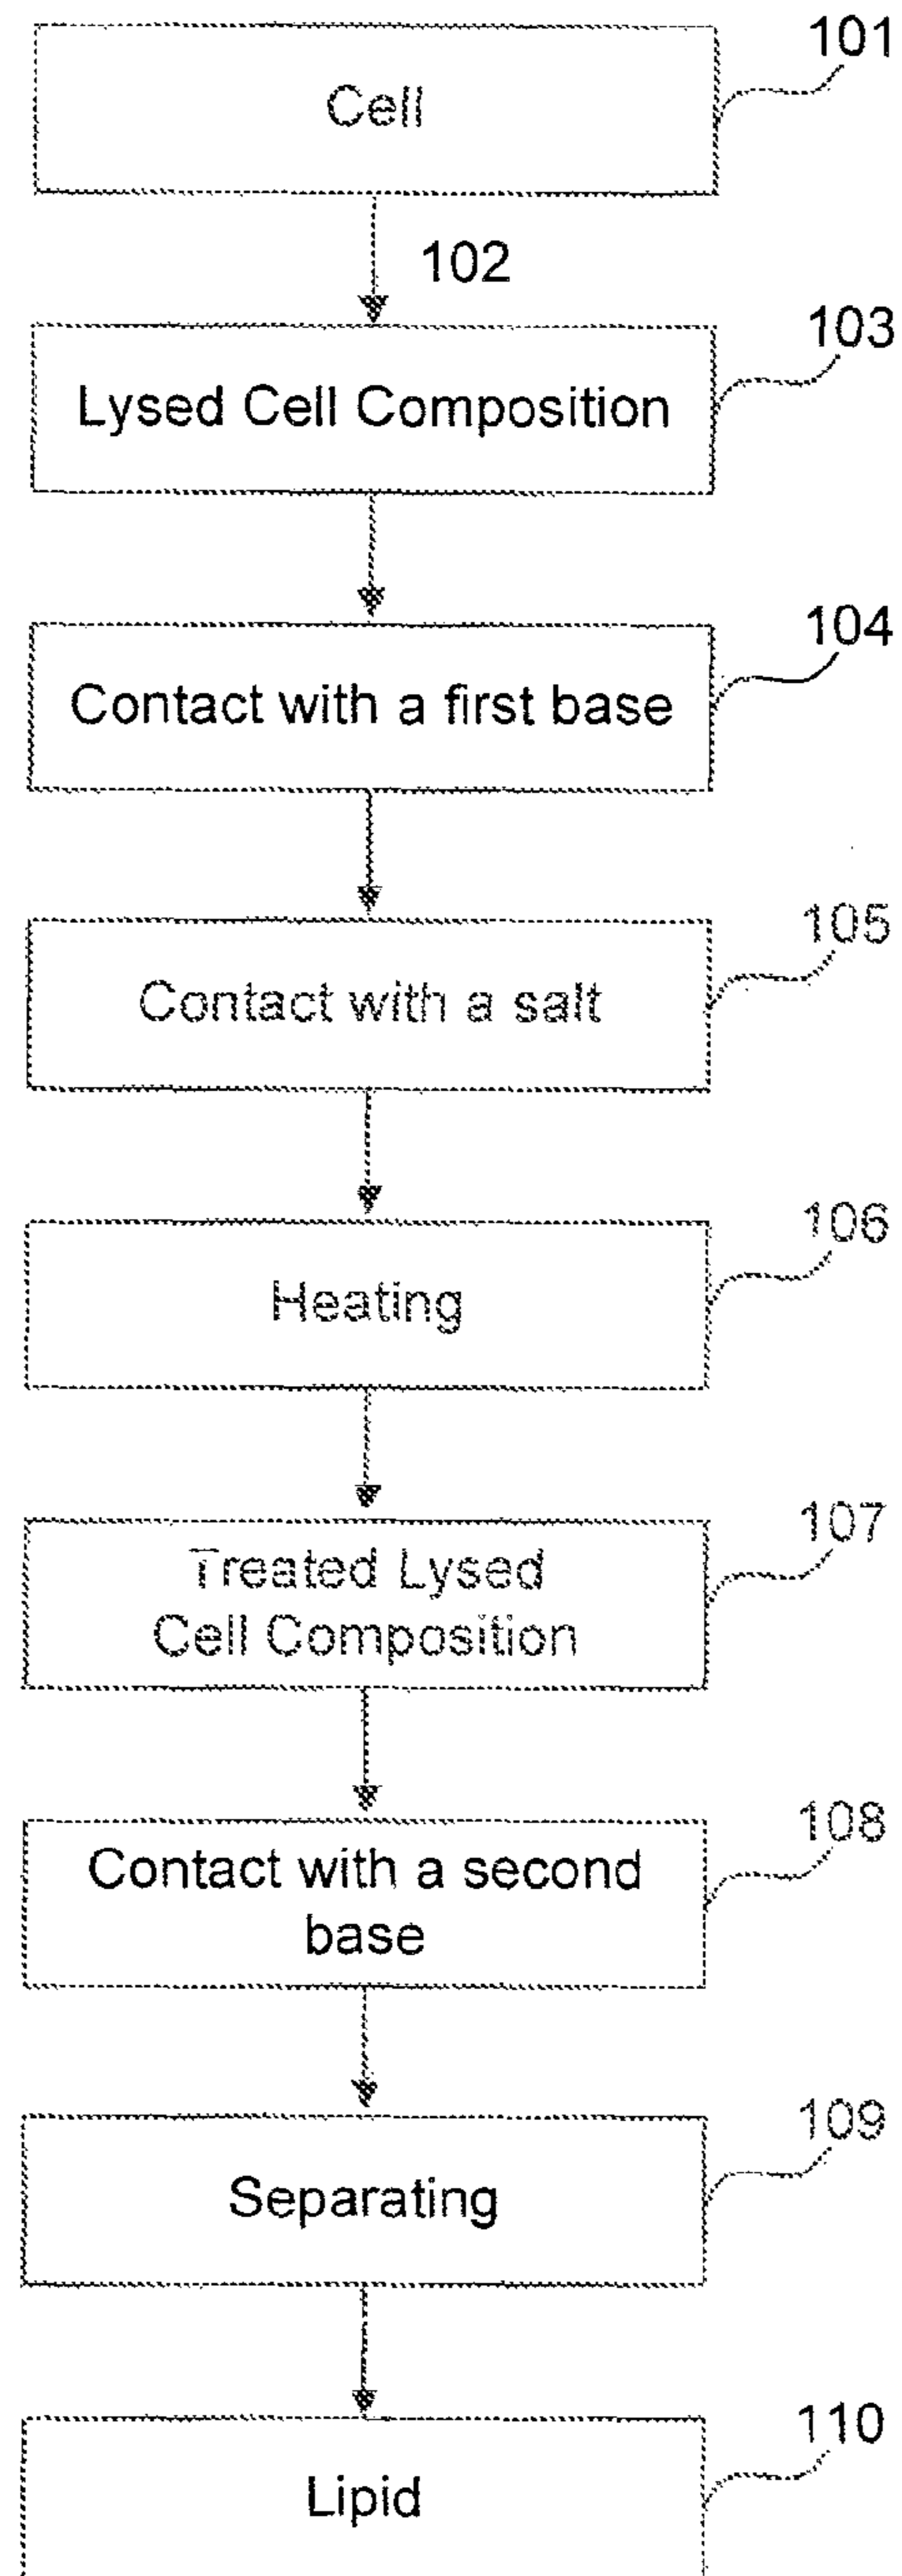 101
Cell
102
103
Lysed Cell Composition
104
Contact with a first base
105
Contact with a salt
106
Heating
107
Treated Lysed
Cell Composition
108
Contact with a second
base
109
Separating
110
Lipid